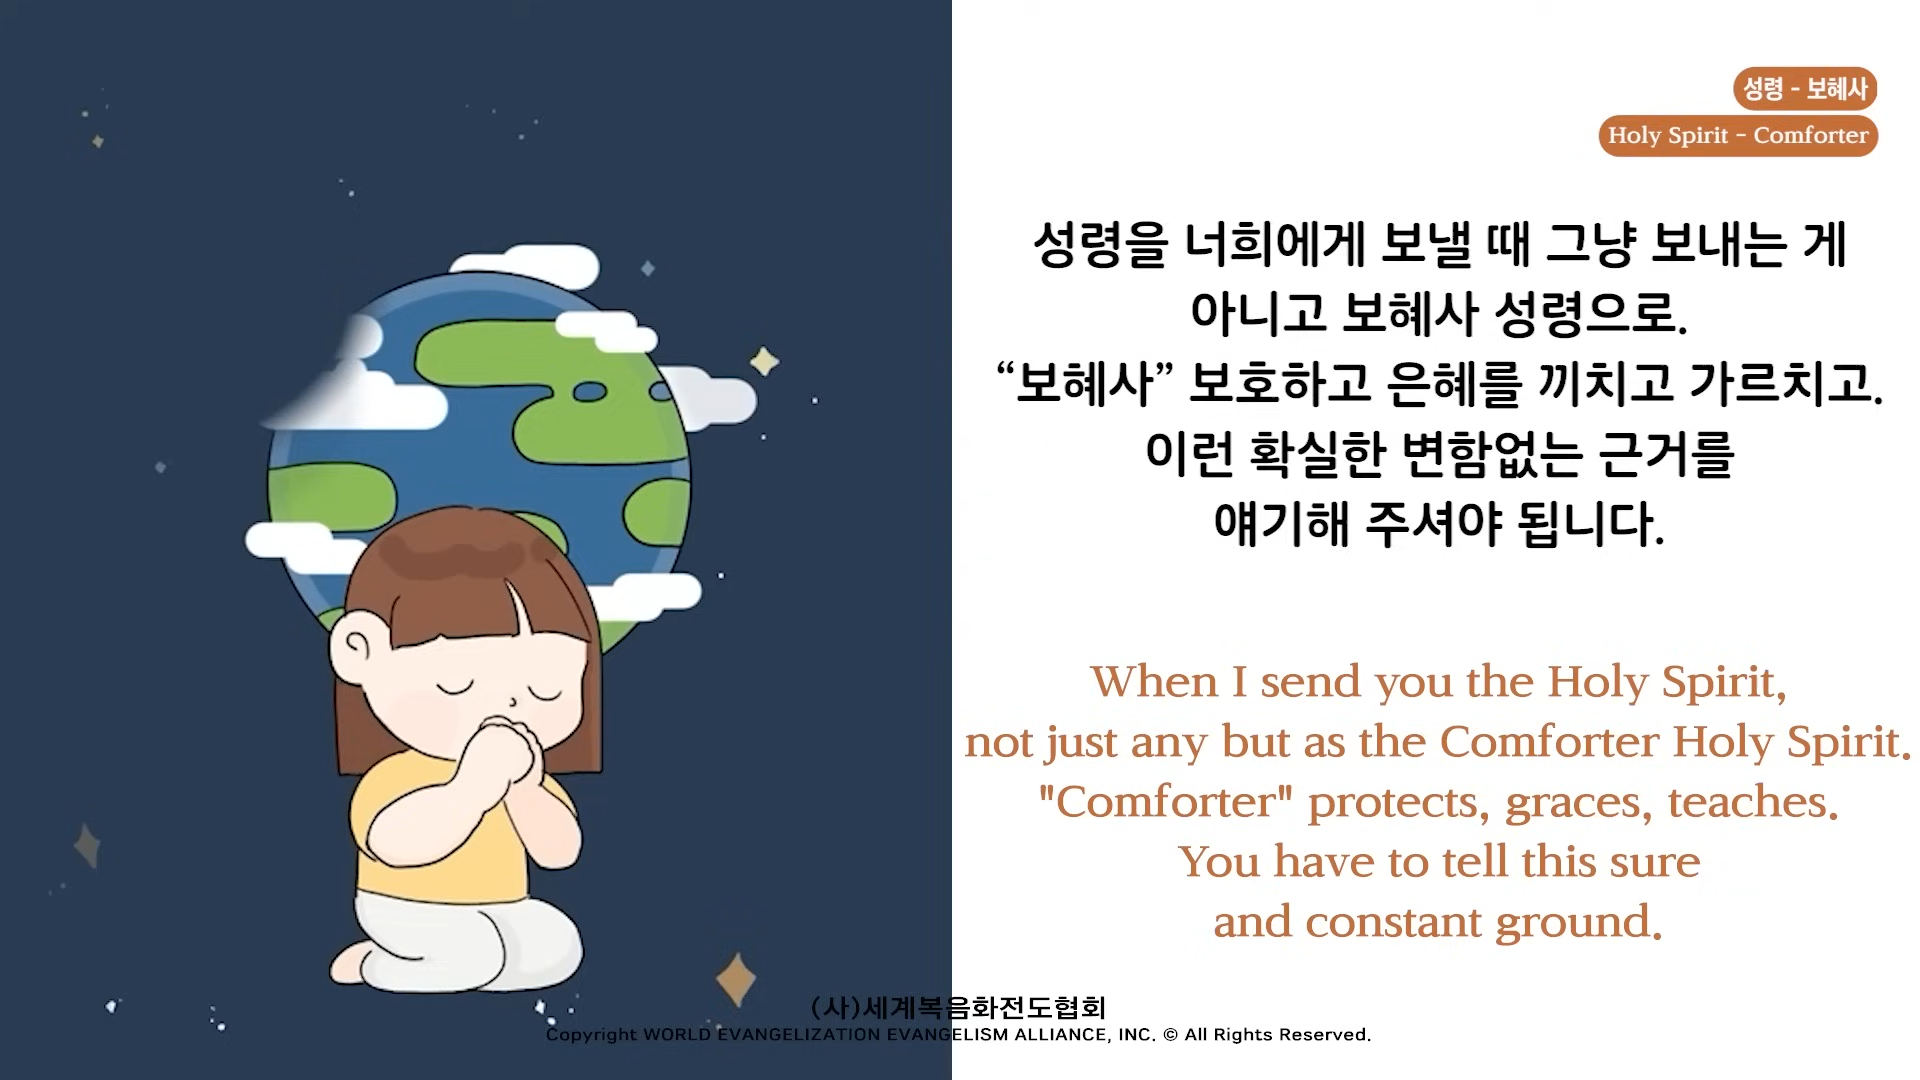 성령 - 보혜사
Holy Spirit - Comforter
성령을 너희에게 보낼 때 그냥 보내는 게
아니고 보혜사 성령으로.
“보혜사” 보호하고 은혜를 끼치고 가르치고.
이런 확실한 변함없는 근거를
얘기해 주셔야 됩니다.
When I send you the Holy Spirit,
not just any but as the Comforter Holy Spirit.
"Comforter" protects, graces, teaches.
You have to tell this sure
and constant ground.
(사)세계복음화전도협회
Copyright WORLD EVANGELIZATION EVANGELISM ALLIANCE, INC. © All Rights Reserved.